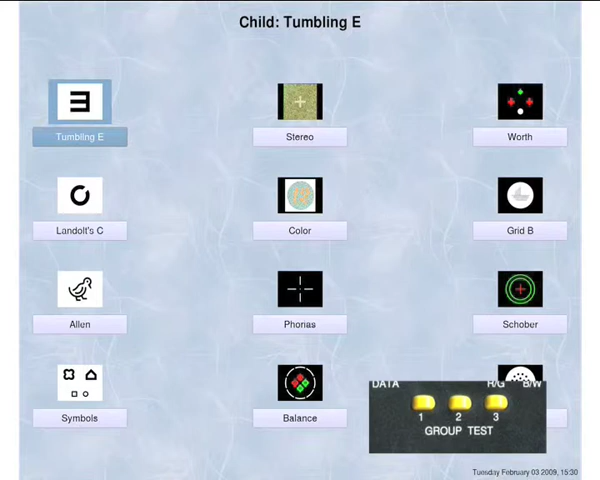 Child: Tumbling E
Tumbling E
Stereo
Worth
Landolt's C
Color
Grid B
Allen
Phorias
Schober
Symbols
Balance
DATA R/G B/W
1 2 3
GROUP TEST
Tuesday February 03 2009, 15:30